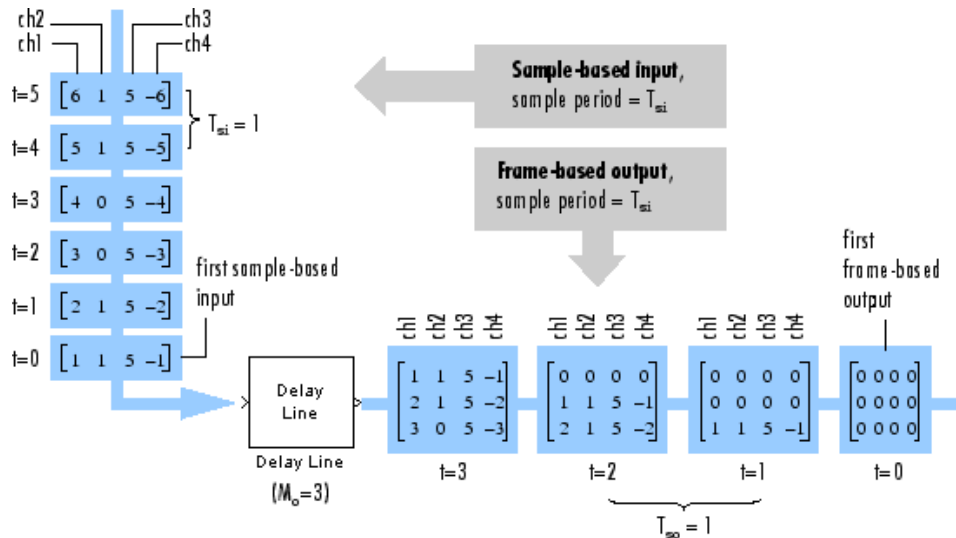 ch2 ch3
ch1 ch4
t=5 [6 1 5 –6]
T_si = 1
t=4 [5 1 5 –5]
t=3 [4 0 5 –4]
t=2 [3 0 5 –3]
t=1 [2 1 5 –2]
t=0 [1 1 5 –1]
first sample-based
input
Sample-based input,
sample period = T_si
Frame-based output,
sample period = T_si
first
frame-based
output
Delay
Line
Delay Line
(M_o=3)
ch1 ch2 ch3 ch4
1 1 5 –1
2 1 5 –2
3 0 5 –3
t=3
ch1 ch2 ch3 ch4
0 0 0 0
1 1 5 –1
2 1 5 –2
t=2
ch1 ch2 ch3 ch4
0 0 0 0
0 0 0 0
1 1 5 –1
t=1
0 0 0 0
0 0 0 0
0 0 0 0
t=0
T_so = 1